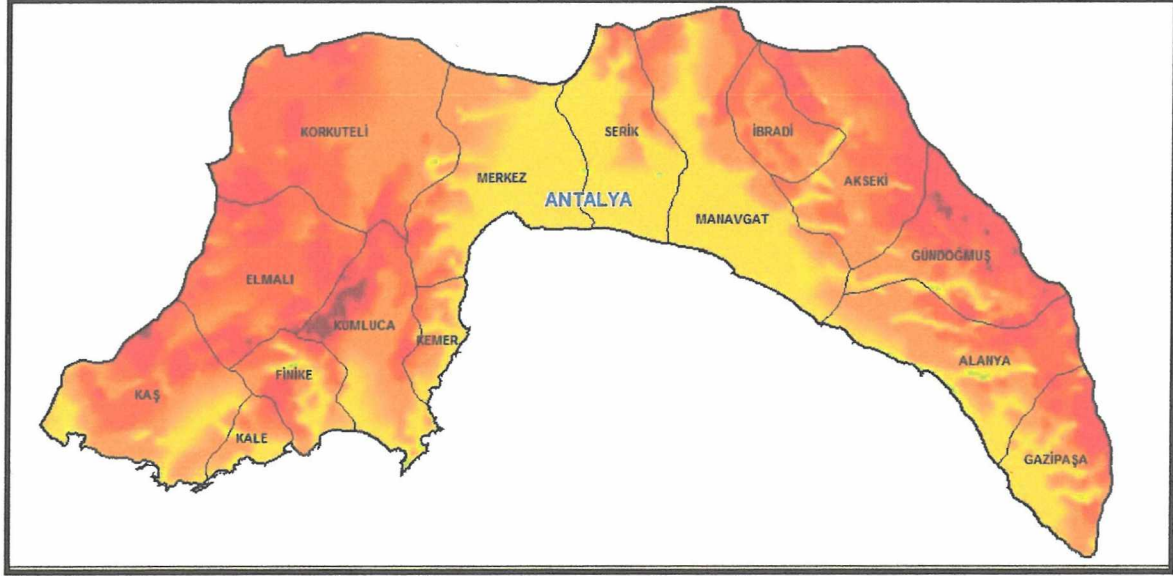 KORKUTELİ
SERİK
İBRADİ
MERKEZ
AKSEKİ
ANTALYA
MANAVGAT
GÜNDOĞMUŞ
ELMALI
KUMLUCA
KEMER
ALANYA
FİNİKE
KAŞ
KALE
GAZİPAŞA